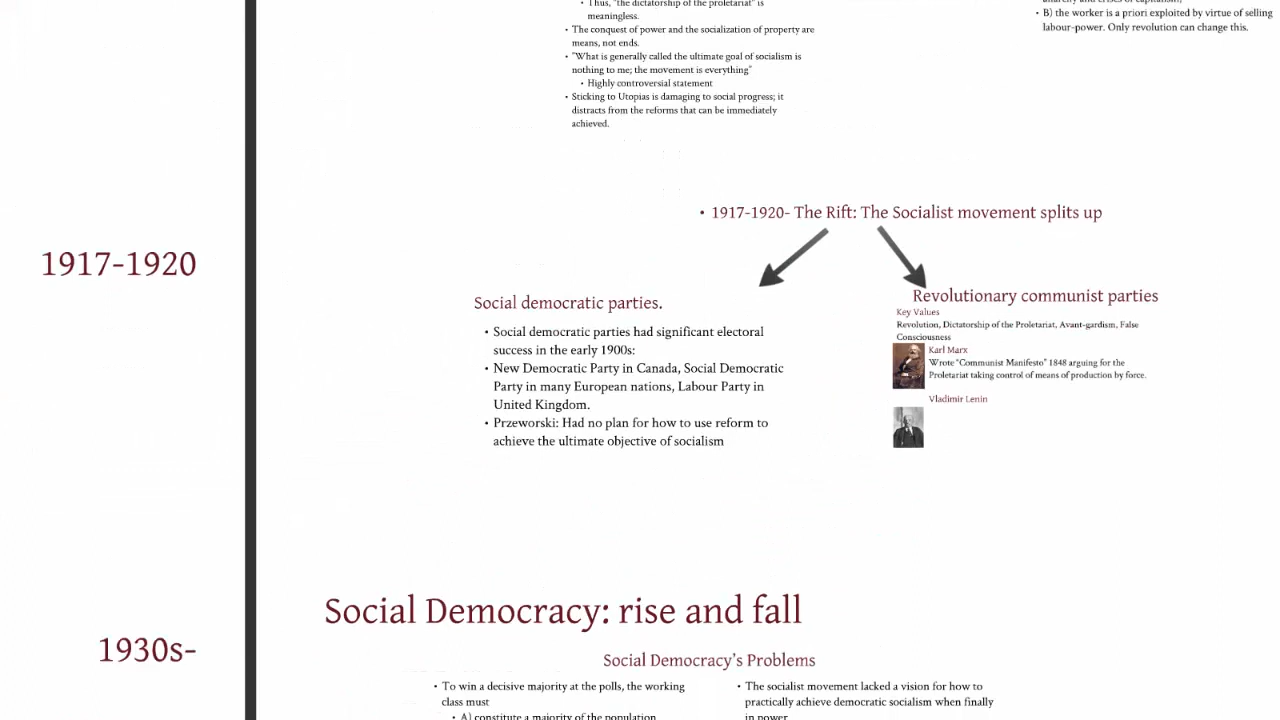 • Thus, "the dictatorship of the proletariat" is
meaningless.
• The conquest of power and the socialization of property are
means, not ends.
• "What is generally called the ultimate goal of socialism is
nothing to me; the movement is everything"
• Highly controversial statement
• Sticking to Utopias is damaging to social progress; it
distracts from the reforms that can be immediately
achieved.
anarchy and crises of capitalism;
• B) the worker is a priori exploited by virtue of selling
labour-power. Only revolution can change this.
1917-1920
• 1917-1920- The Rift: The Socialist movement splits up
Social democratic parties.
• Social democratic parties had significant electoral
success in the early 1900s:
• New Democratic Party in Canada, Social Democratic
Party in many European nations, Labour Party in
United Kingdom.
• Przeworski: Had no plan for how to use reform to
achieve the ultimate objective of socialism
Revolutionary communist parties
Key Values
Revolution, Dictatorship of the Proletariat, Avant-gardism, False
Consciousness
Karl Marx
Wrote "Communist Manifesto" 1848 arguing for the
Proletariat taking control of means of production by force.
Vladimir Lenin
1930s-
Social Democracy: rise and fall
Social Democracy's Problems
• To win a decisive majority at the polls, the working
class must
• A) constitute a majority of the population
• The socialist movement lacked a vision for how to
practically achieve democratic socialism when finally
in power